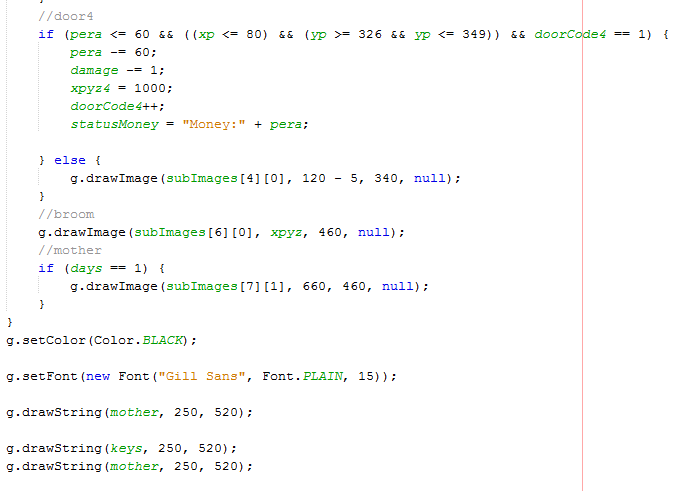 //door4
if (pera <= 60 && ((xp <= 80) && (yp >= 326 && yp <= 349)) && doorCode4 == 1) {
pera -= 60;
damage -= 1;
xpyz4 = 1000;
doorCode4++;
statusMoney = "Money:" + pera;
} else {
g.drawImage(subImages[4][0], 120 - 5, 340, null);
}
//broom
g.drawImage(subImages[6][0], xpyz, 460, null);
//mother
if (days == 1) {
g.drawImage(subImages[7][1], 660, 460, null);
}
}
g.setColor(Color.BLACK);
g.setFont(new Font("Gill Sans", Font.PLAIN, 15));
g.drawString(mother, 250, 520);
g.drawString(keys, 250, 520);
g.drawString(mother, 250, 520);